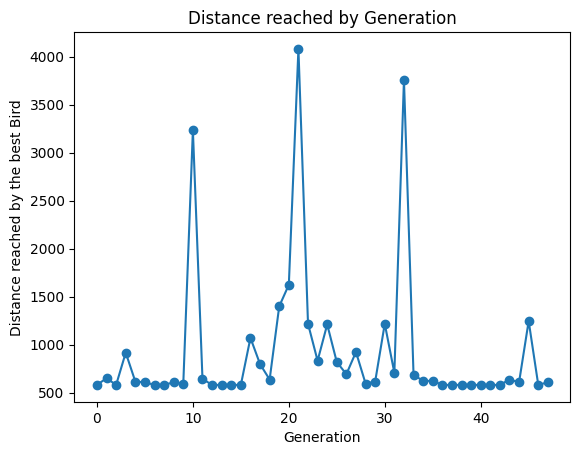 Distance reached by Generation
Distance reached by the best Bird
4000
3500
3000
2500
2000
1500
1000
500
0 10 20 30 40
Generation